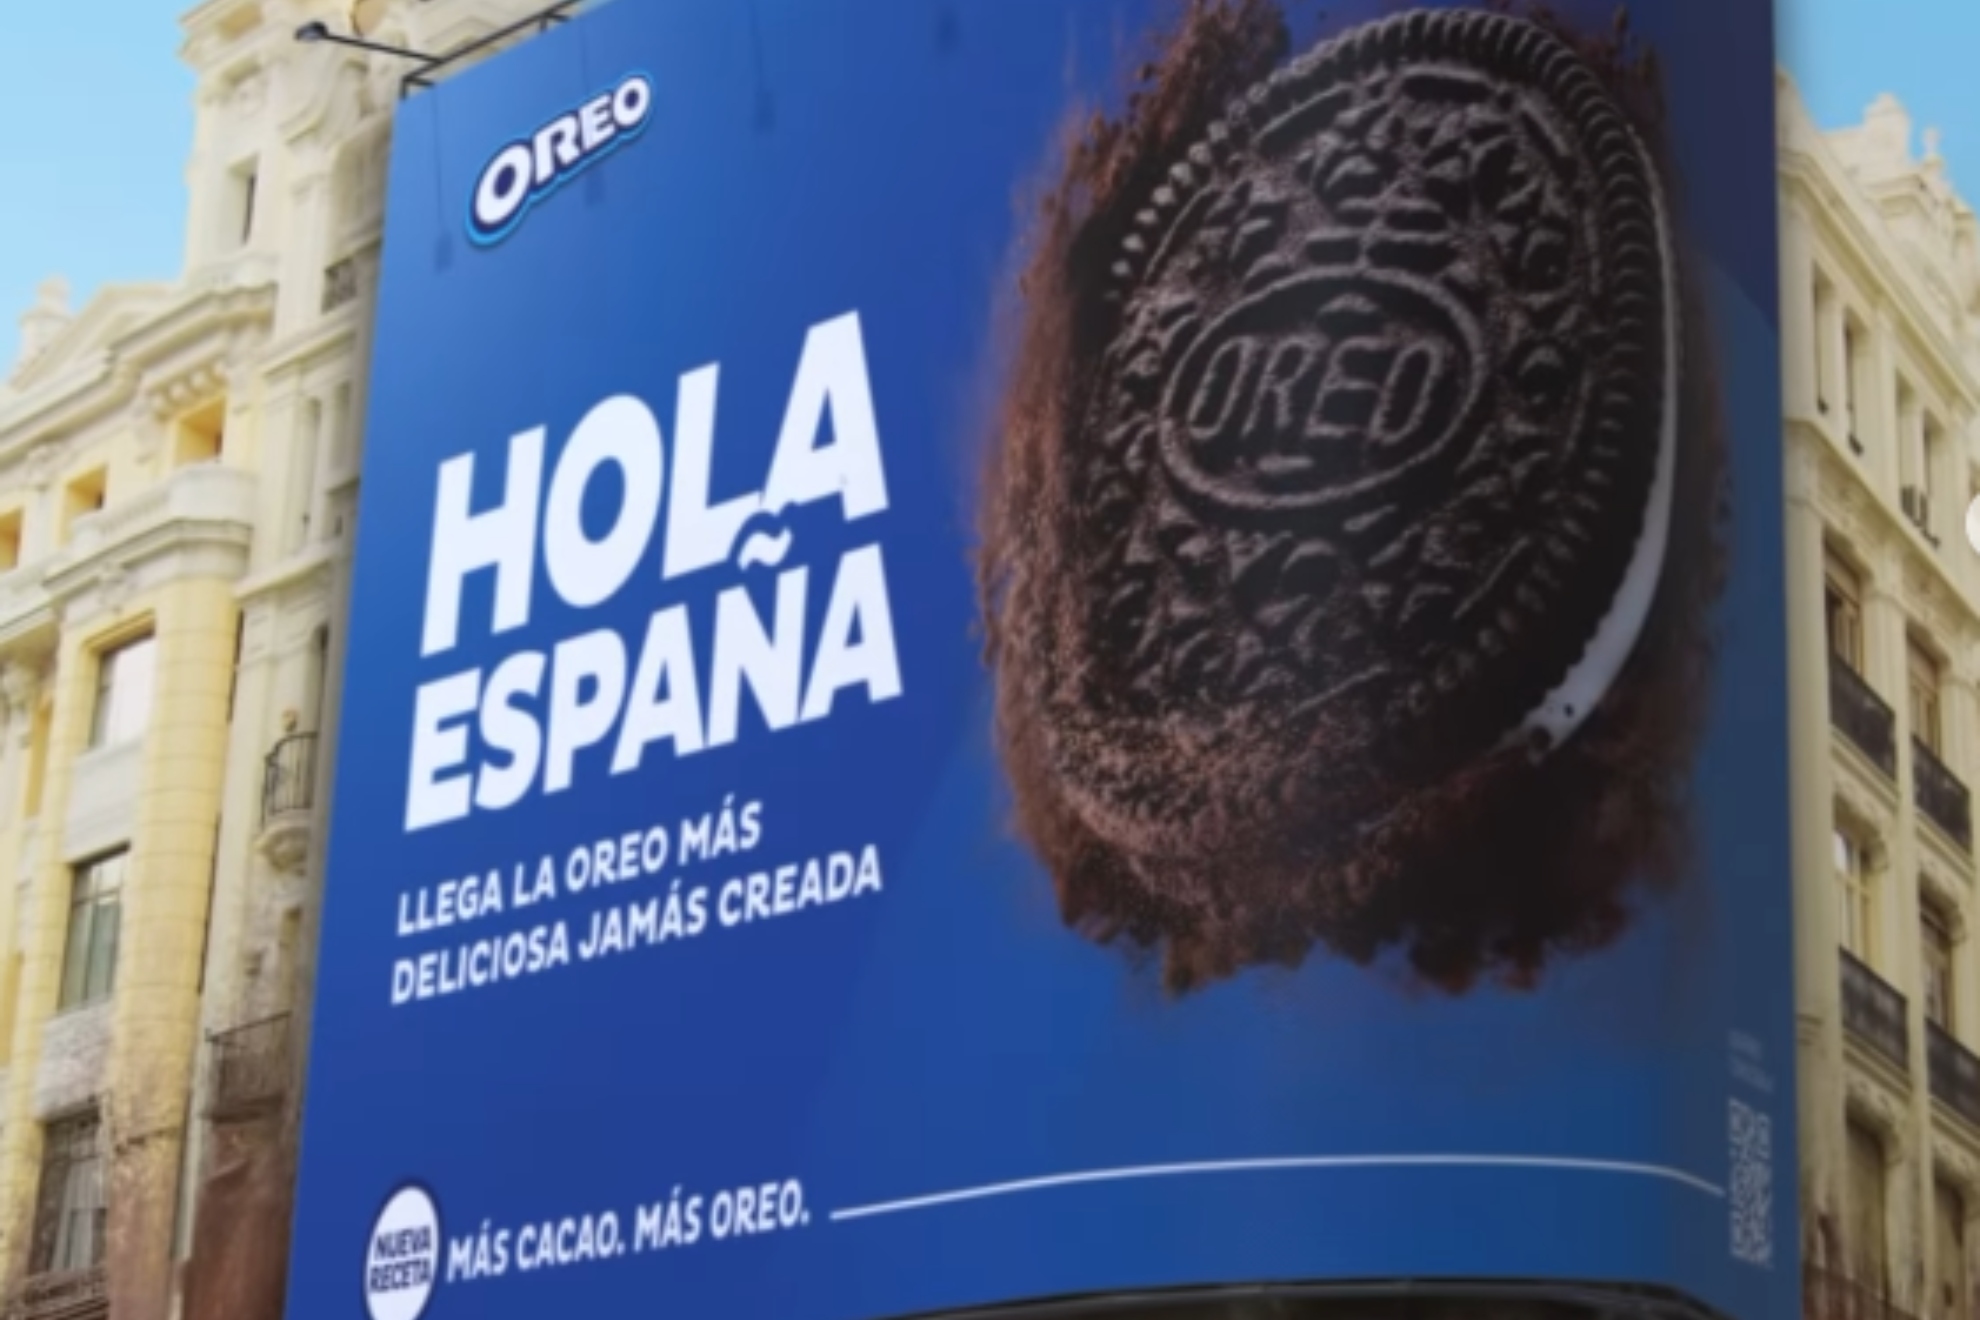 OREO
HOLA
ESPAÑA
LLEGA LA OREO MÁS
DELICIOSA JAMÁS CREADA
OREO
NUEVA
RECETA
MÁS CACAO. MÁS OREO.